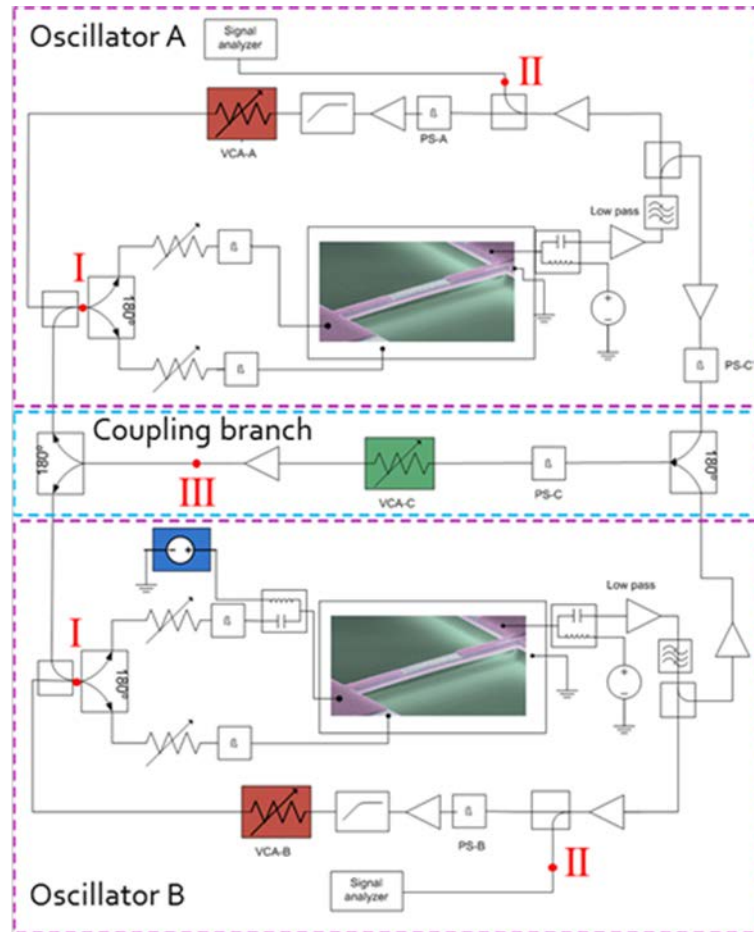 Oscillator A
Signal
analyzer
II
VCA-A
PS-A
Low pass
I
180°
PS-C'
Coupling branch
180°
III
VCA-C
PS-C
180°
Low pass
I
180°
VCA-B
PS-B
II
Signal
analyzer
Oscillator B